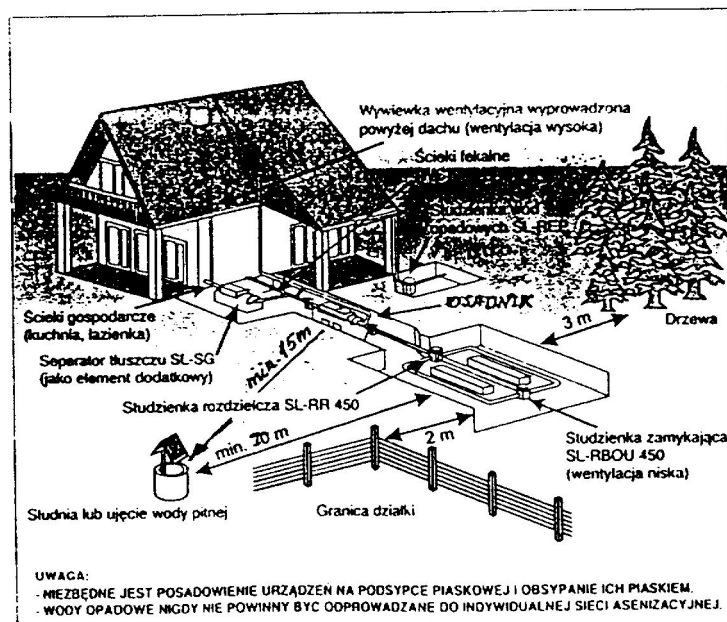 Wywiewka wentylacyjna wyprowadzona
powyżej dachu (wentylacja wysoka)
Ścieki fekalne
opadowych
OSADNIK
Ścieki gospodarcze
(kuchnia, łazienka)
Separator tłuszczu SL-SG
(jako element dodatkowy)
min. 15 m
3 m
Drzewa
Studzienka rozdzielcza SL-RR 450
min. 20 m
2 m
Studzienka zamykająca
SL-RBOU 450
(wentylacja niska)
Studnia lub ujęcie wody pitnej
Granica działki
UWAGA:
- NIEZBĘDNE JEST POSADOWIENIE URZĄDZEŃ NA PODSYPCE PIASKOWEJ I OBSYPANIE ICH PIASKIEM.
- WODY OPADOWE NIGDY NIE POWINNY BYĆ ODPROWADZANE DO INDYWIDUALNEJ SIECI ASENIZACYJNEJ.